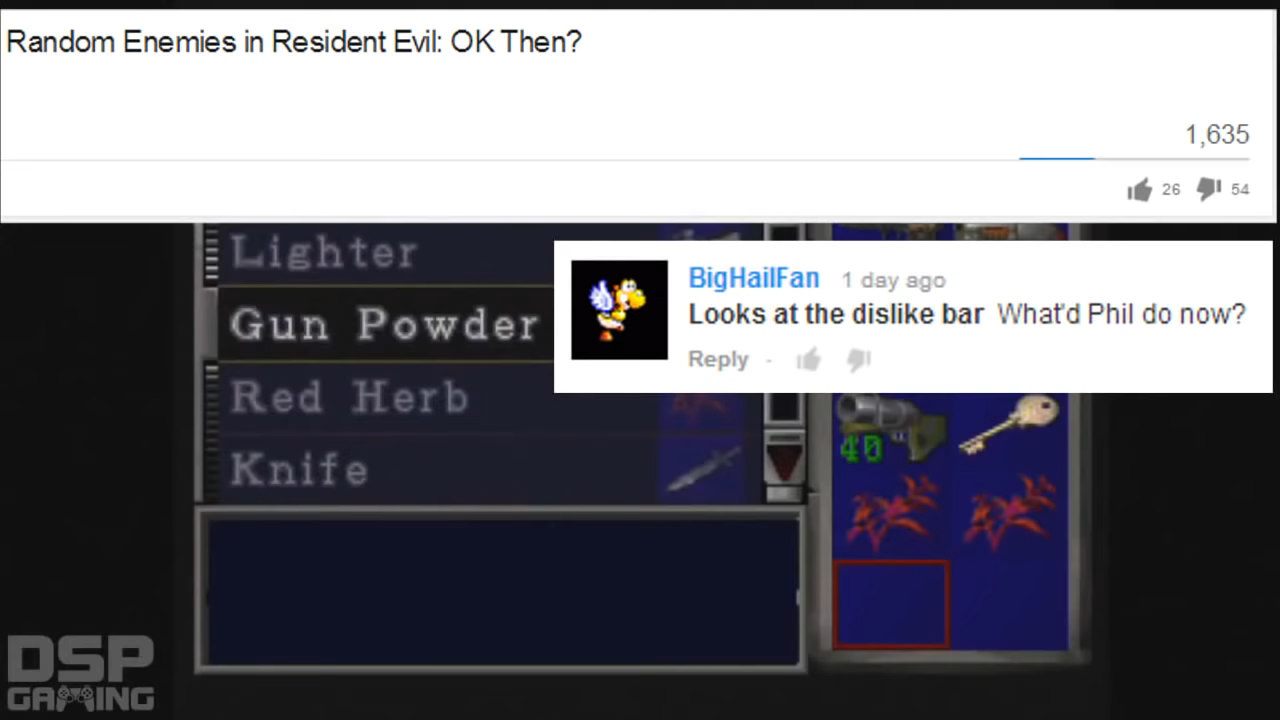 Random Enemies in Resident Evil: OK Then?
1,635
26 54
Lighter
BigHailFan 1 day ago
Looks at the dislike bar What'd Phil do now?
Reply -
Gun Powder
Red Herb
Knife
40
DSP
GAMING